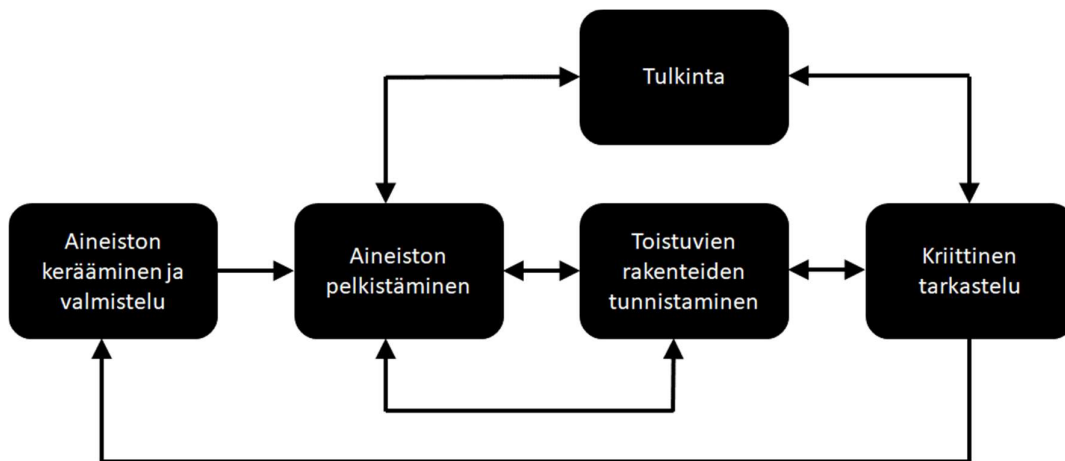 Tulkinta
Aineiston
kerääminen ja
valmistelu
Aineiston
pelkistäminen
Toistuvien
rakenteiden
tunnistaminen
Kriittinen
tarkastelu